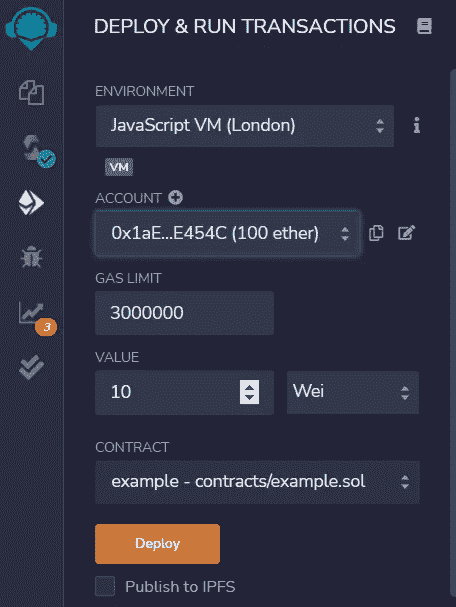 DEPLOY & RUN TRANSACTIONS
ENVIRONMENT
JavaScript VM (London)
VM
ACCOUNT
0x1aE...E454C (100 ether)
GAS LIMIT
3000000
VALUE
10
Wei
CONTRACT
example - contracts/example.sol
Deploy
Publish to IPFS
3